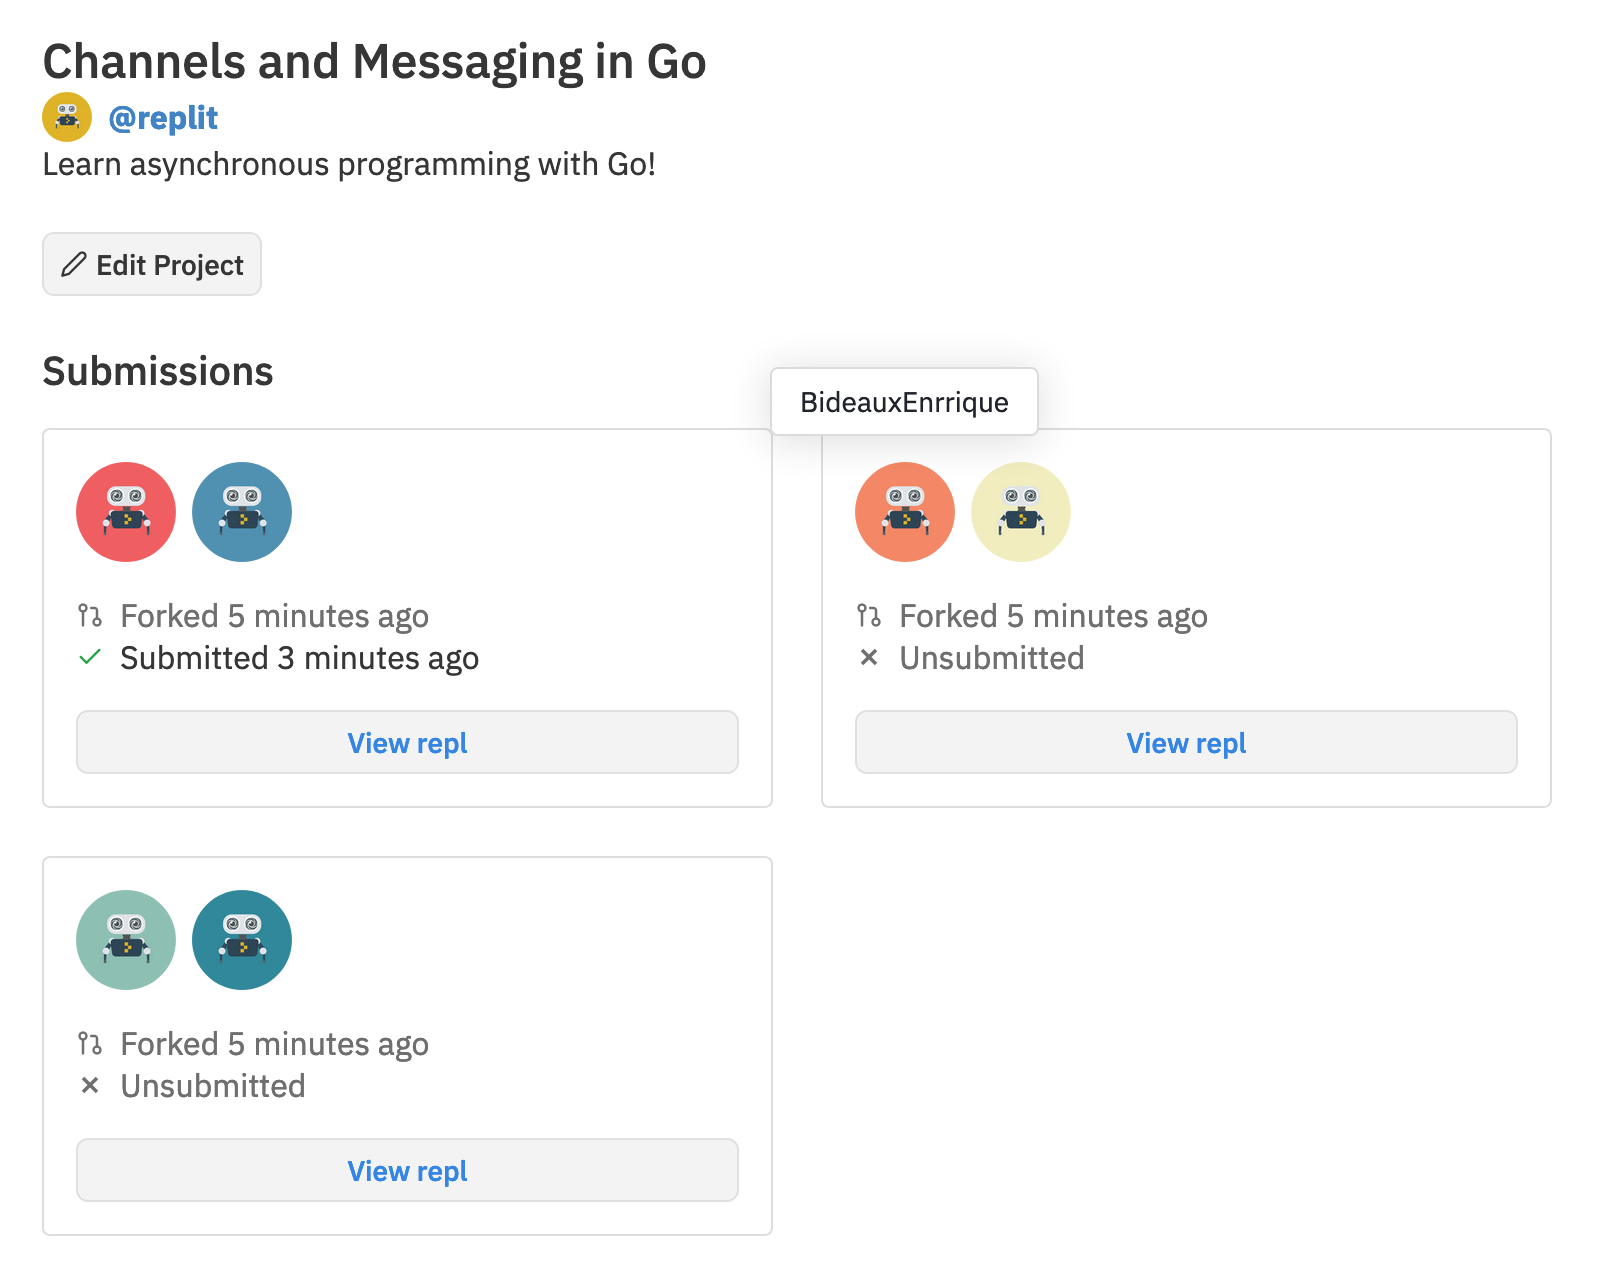 Channels and Messaging in Go
@replit
Learn asynchronous programming with Go!
Edit Project
Submissions
BideauxEnrrique
Forked 5 minutes ago
Submitted 3 minutes ago
View repl
Forked 5 minutes ago
Unsubmitted
View repl
Forked 5 minutes ago
Unsubmitted
View repl